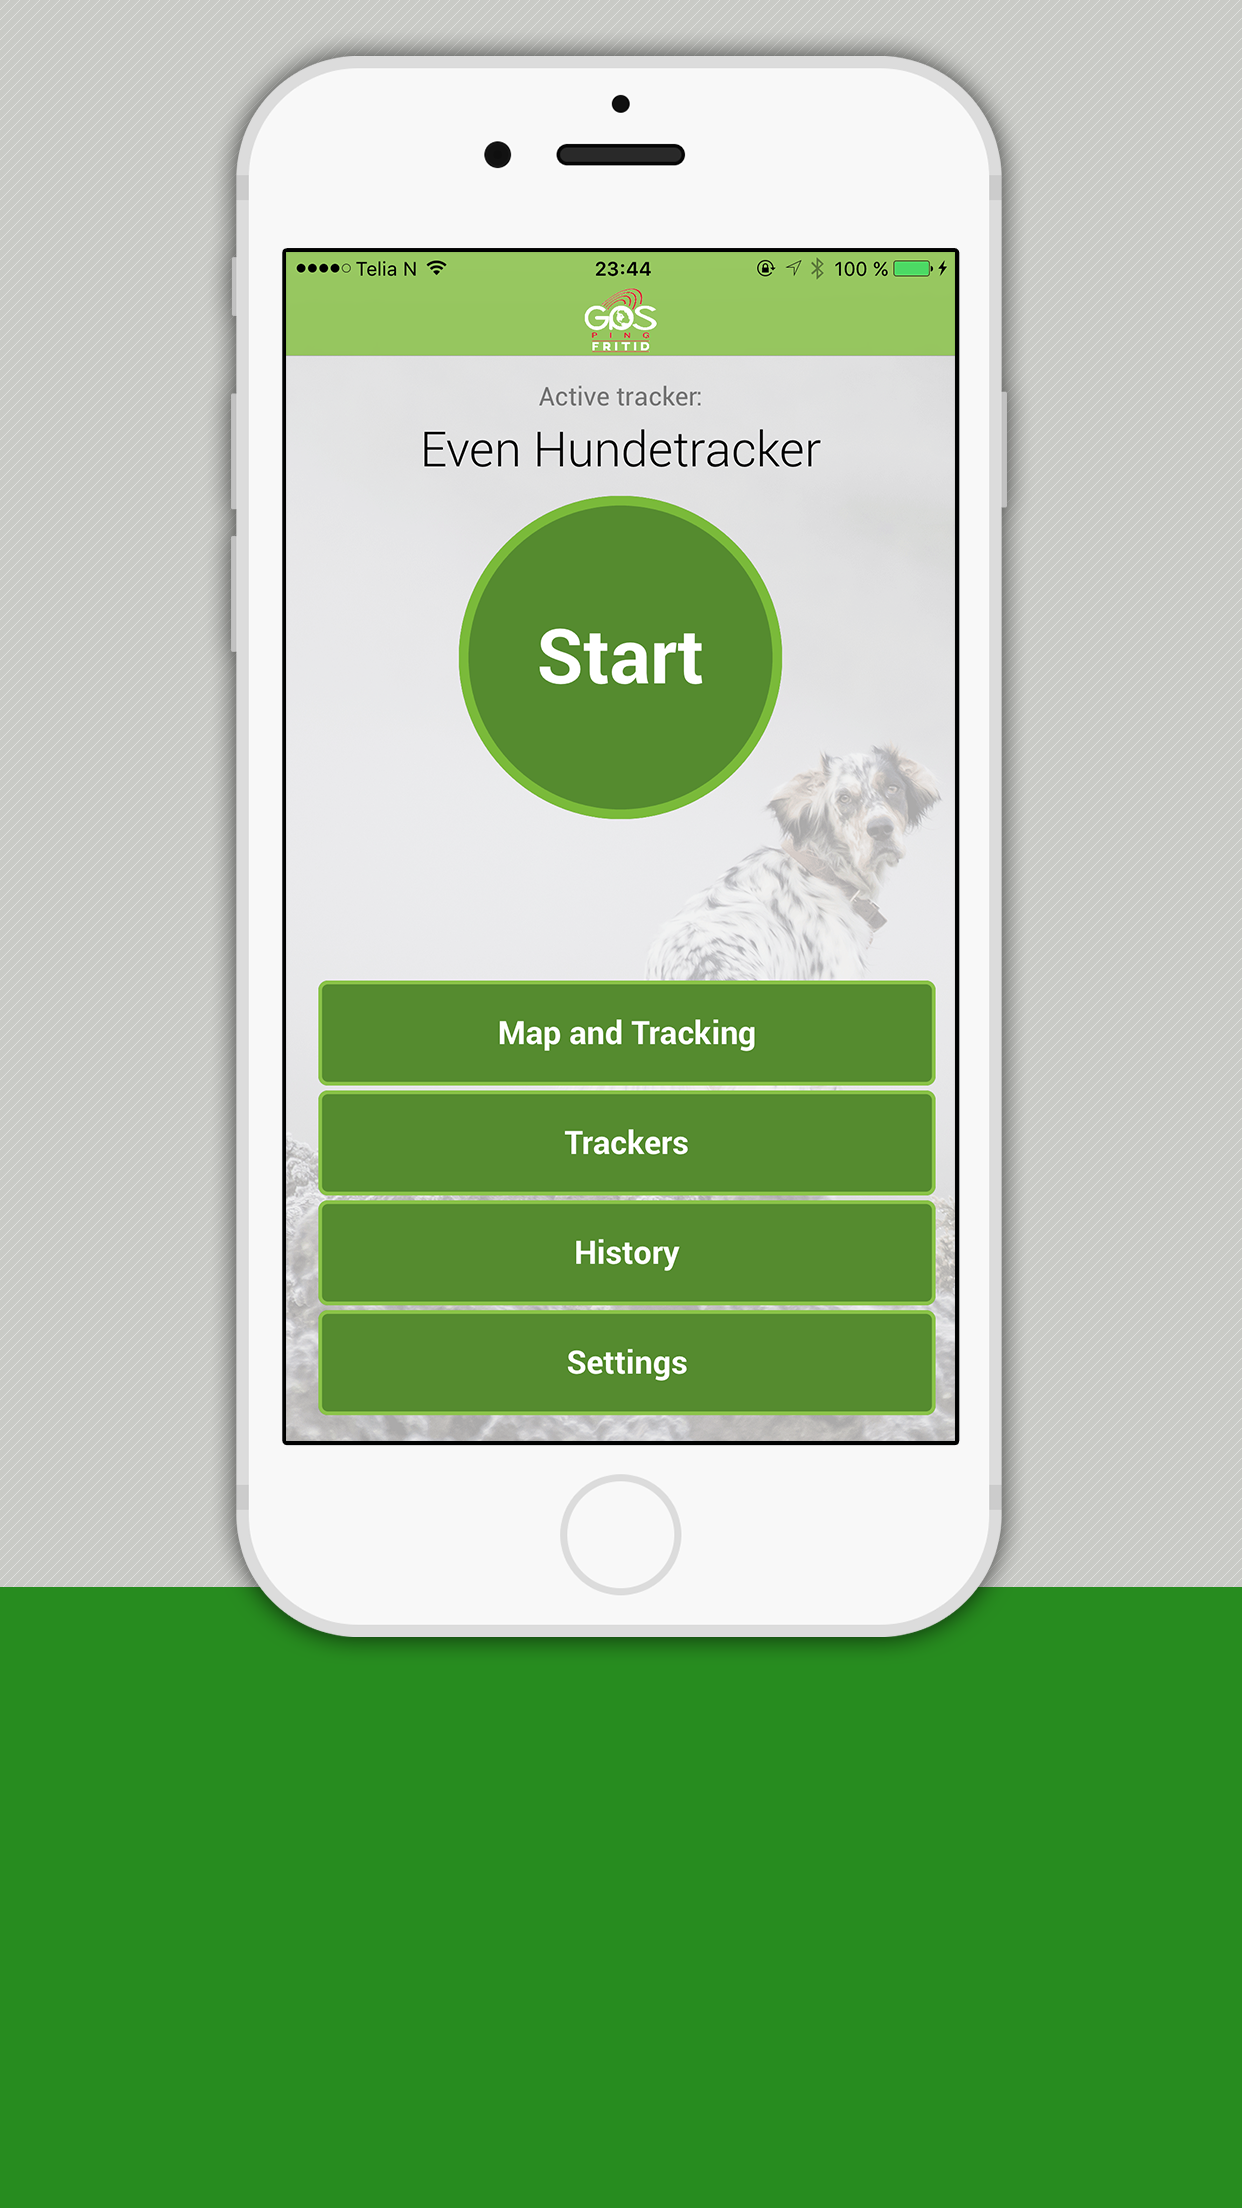 Telia N 23:44 100 %
GPS
PING
FRITID
Active tracker:
Even Hundetracker
Start
Map and Tracking
Trackers
History
Settings